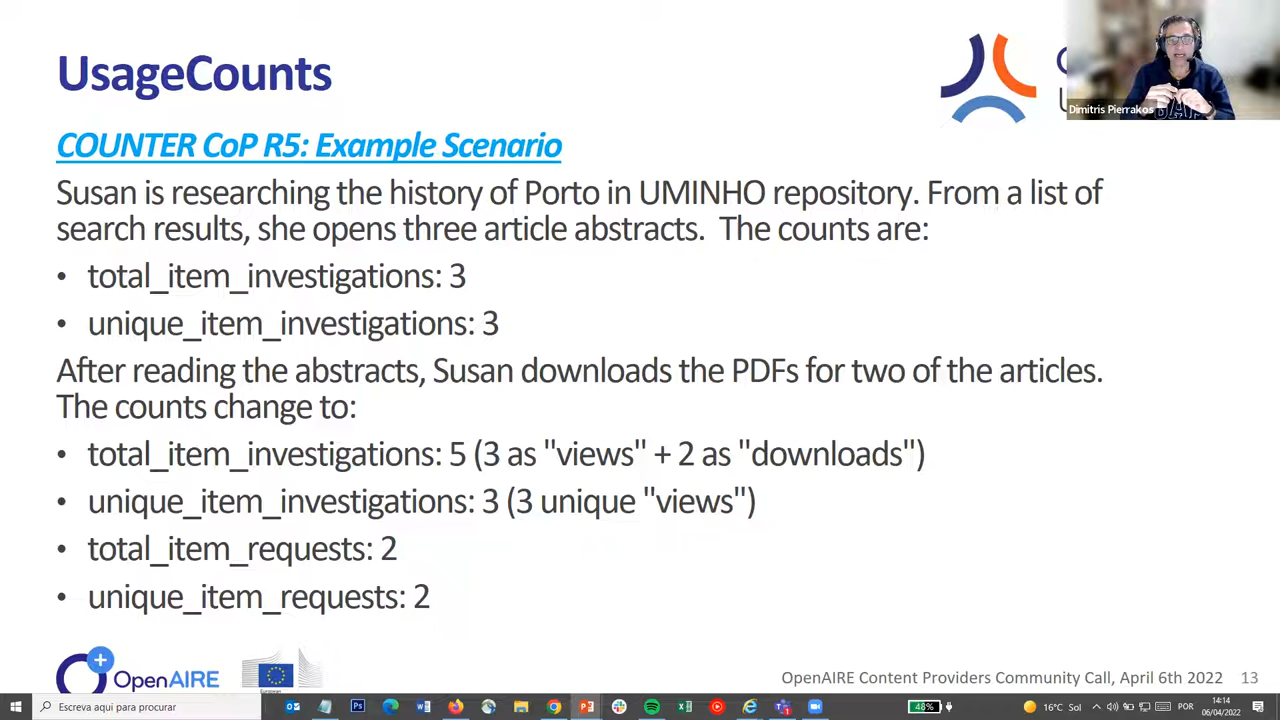 UsageCounts
Dimitris Pierrakos
COUNTER CoP R5: Example Scenario
Susan is researching the history of Porto in UMINHO repository. From a list of
search results, she opens three article abstracts. The counts are:
• total_item_investigations: 3
• unique_item_investigations: 3
After reading the abstracts, Susan downloads the PDFs for two of the articles.
The counts change to:
• total_item_investigations: 5 (3 as "views" + 2 as "downloads")
• unique_item_investigations: 3 (3 unique "views")
• total_item_requests: 2
• unique_item_requests: 2
OpenAIRE
European
OpenAIRE Content Providers Community Call, April 6th 2022 13
Escreva aqui para procurar
48%
16°C Sol
POR
14:14
06/04/2022